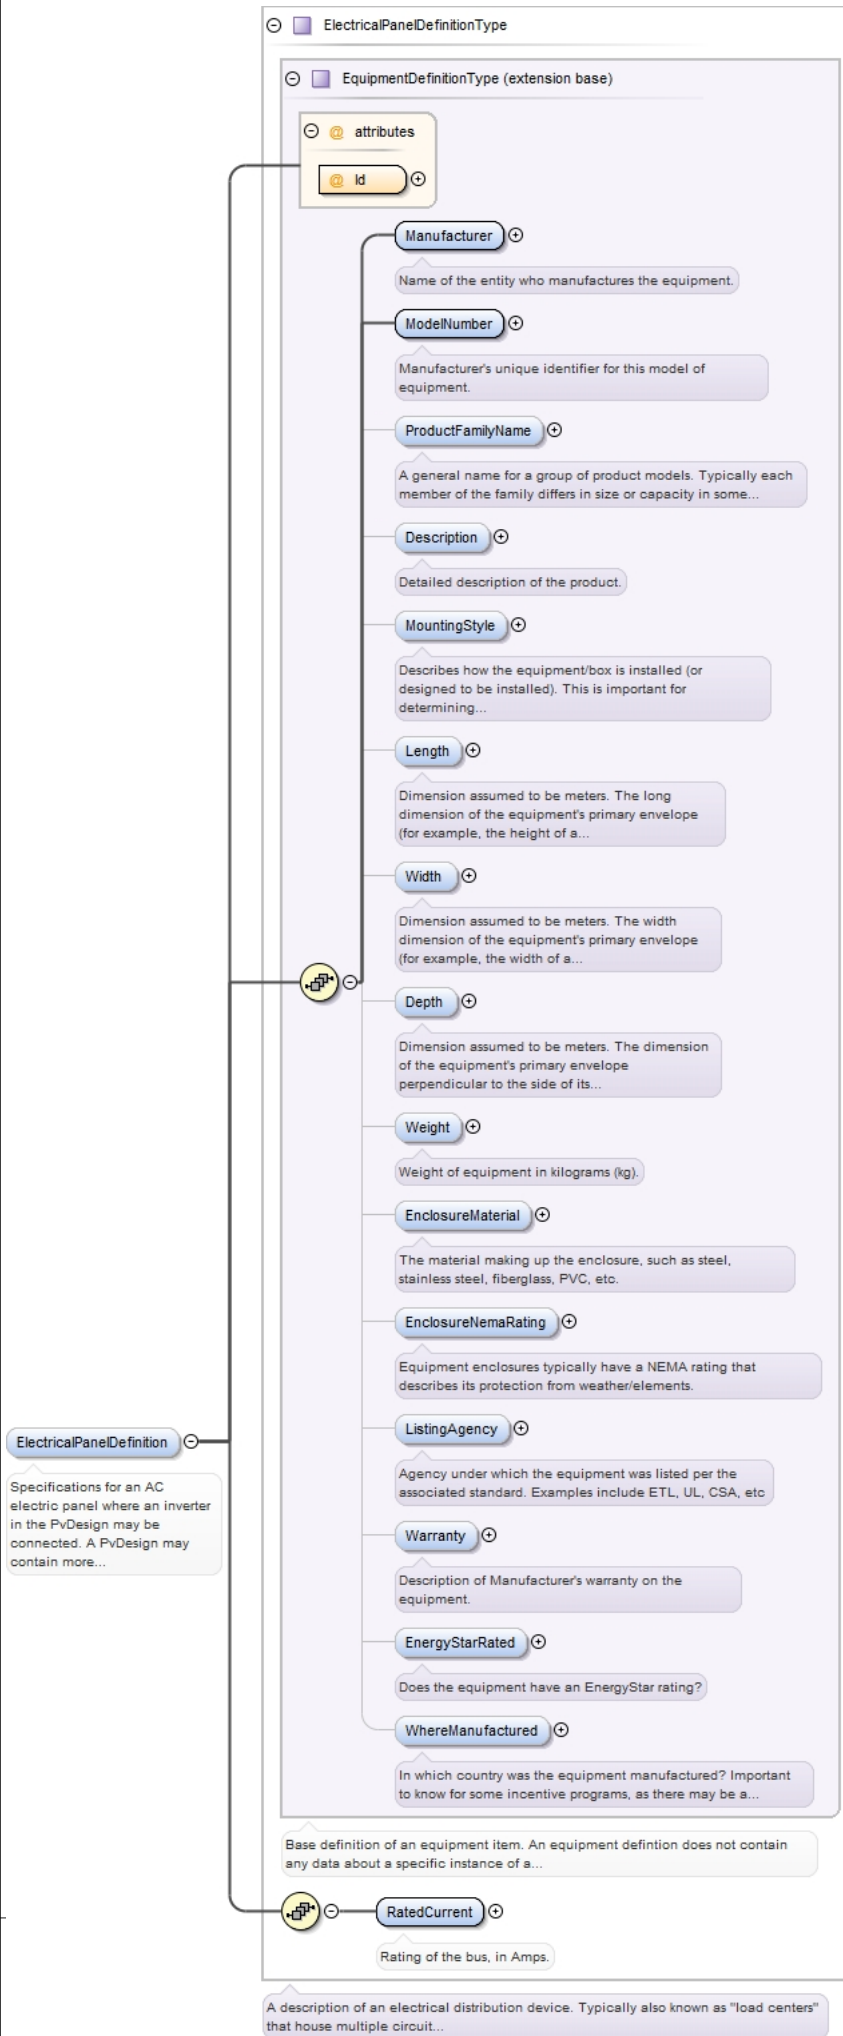 ElectricalPanelDefinitionType
EquipmentDefinitionType (extension base)
@ attributes
@ Id
Manufacturer
Name of the entity who manufactures the equipment.
ModelNumber
Manufacturer's unique identifier for this model of
equipment.
ProductFamilyName
A general name for a group of product models. Typically each
member of the family differs in size or capacity in some...
Description
Detailed description of the product.
MountingStyle
Describes how the equipment/box is installed (or
designed to be installed). This is important for
determining...
Length
Dimension assumed to be meters. The long
dimension of the equipment's primary envelope
(for example, the height of a...
Width
Dimension assumed to be meters. The width
dimension of the equipment's primary envelope
(for example, the width of a...
Depth
Dimension assumed to be meters. The dimension
of the equipment's primary envelope
perpendicular to the side of its...
Weight
Weight of equipment in kilograms (kg).
EnclosureMaterial
The material making up the enclosure, such as steel,
stainless steel, fiberglass, PVC, etc.
EnclosureNemaRating
Equipment enclosures typically have a NEMA rating that
describes its protection from weather/elements.
ListingAgency
Agency under which the equipment was listed per the
associated standard. Examples include ETL, UL, CSA, etc
ElectricalPanelDefinition
Specifications for an AC
electric panel where an inverter
in the PvDesign may be
connected. A PvDesign may
contain more...
Warranty
Description of Manufacturer's warranty on the
equipment.
EnergyStarRated
Does the equipment have an EnergyStar rating?
WhereManufactured
In which country was the equipment manufactured? Important
to know for some incentive programs, as there may be a...
Base definition of an equipment item. An equipment defintion does not contain
any data about a specific instance of a...
RatedCurrent
Rating of the bus, in Amps.
A description of an electrical distribution device. Typically also known as "load centers"
that house multiple circuit...